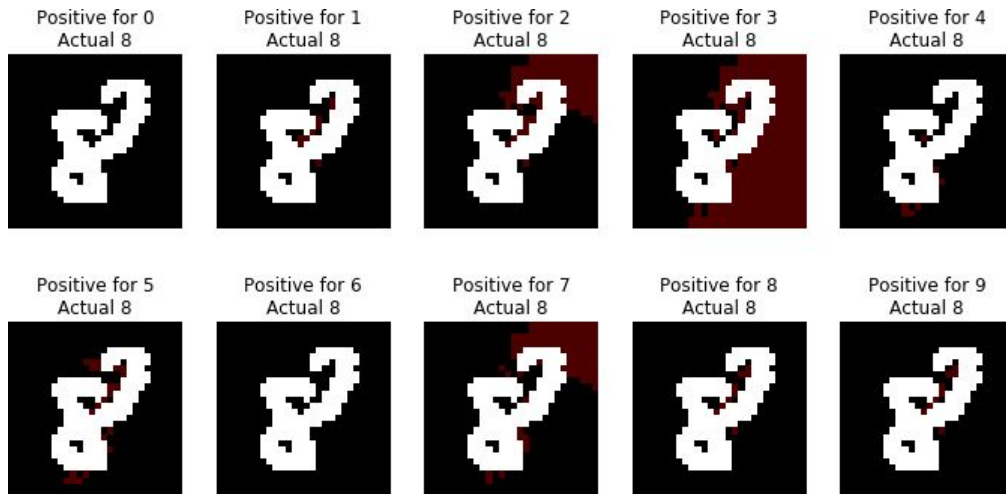 Positive for 0
Actual 8
Positive for 1
Actual 8
Positive for 2
Actual 8
Positive for 3
Actual 8
Positive for 4
Actual 8
Positive for 5
Actual 8
Positive for 6
Actual 8
Positive for 7
Actual 8
Positive for 8
Actual 8
Positive for 9
Actual 8